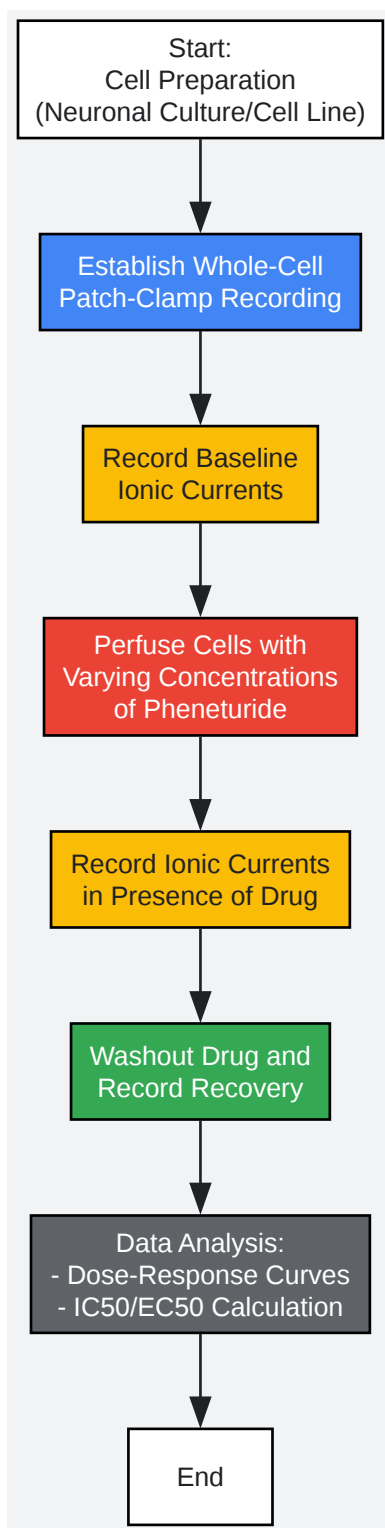 Start:
Cell Preparation
(Neuronal Culture/Cell Line)
Establish Whole-Cell
Patch-Clamp Recording
Record Baseline
Ionic Currents
Perfuse Cells with
Varying Concentrations
of Pheneturide
Record Ionic Currents
in Presence of Drug
Washout Drug and
Record Recovery
Data Analysis:
- Dose-Response Curves
- IC50/EC50 Calculation
End